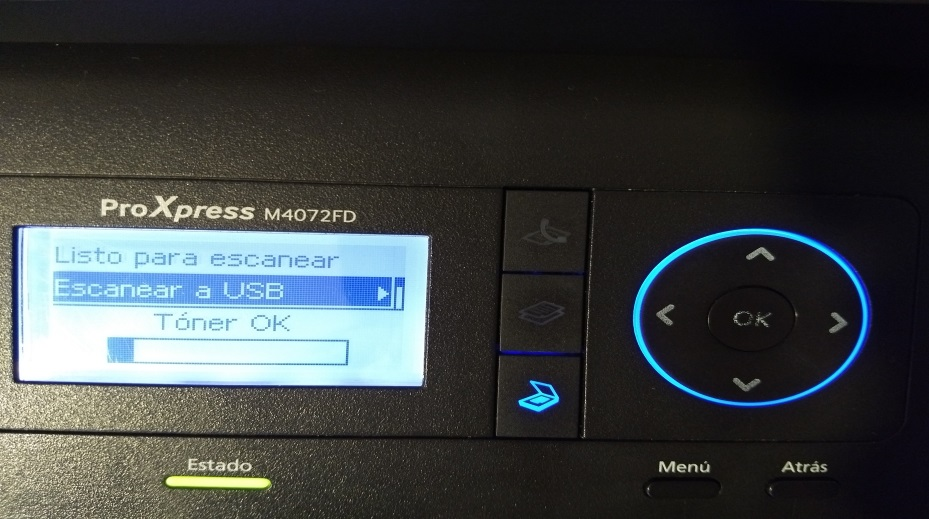 ProXpress M4072FD
Listo para escanear
Escanear a USB
Tóner OK
OK
Estado
Menú
Atrás